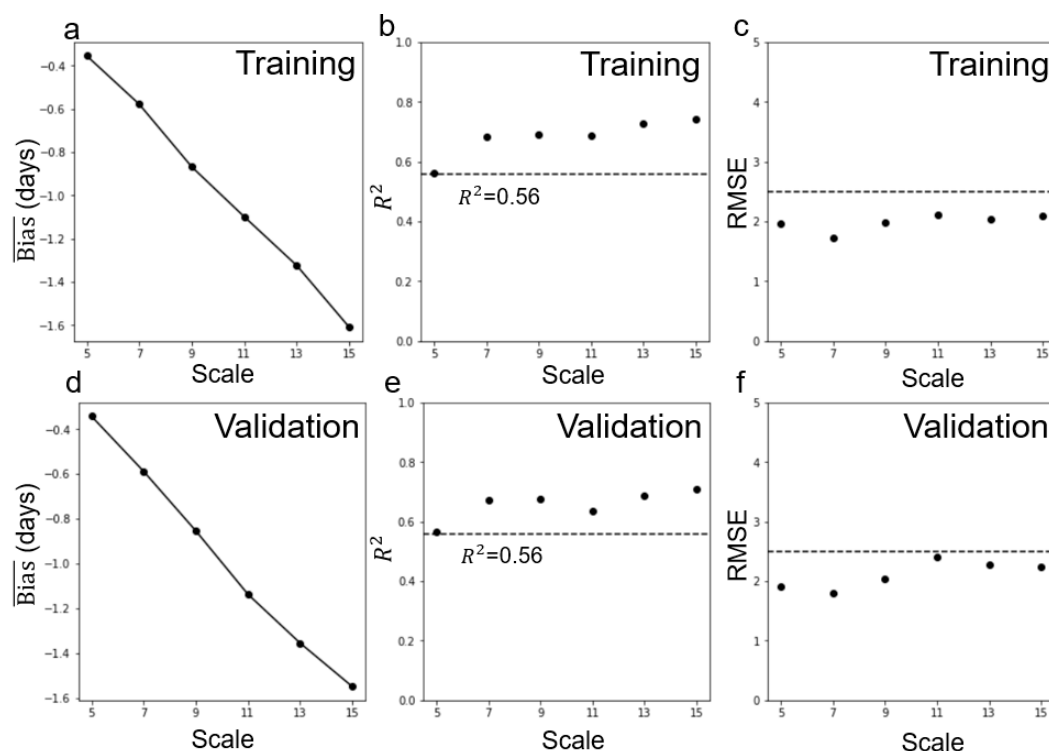 a
Training
−0.4
−0.6
−0.8
−1.0
−1.2
−1.4
−1.6
Bias (days)
5 7 9 11 13 15
Scale
b
Training
1.0
0.8
0.6
0.4
0.2
0.0
R²
R²=0.56
5 7 9 11 13 15
Scale
c
Training
5
4
3
2
1
0
RMSE
5 7 9 11 13 15
Scale
d
Validation
−0.4
−0.6
−0.8
−1.0
−1.2
−1.4
−1.6
Bias (days)
5 7 9 11 13 15
Scale
e
Validation
1.0
0.8
0.6
0.4
0.2
0.0
R²
R²=0.56
5 7 9 11 13 15
Scale
f
Validation
5
4
3
2
1
0
RMSE
5 7 9 11 13 15
Scale